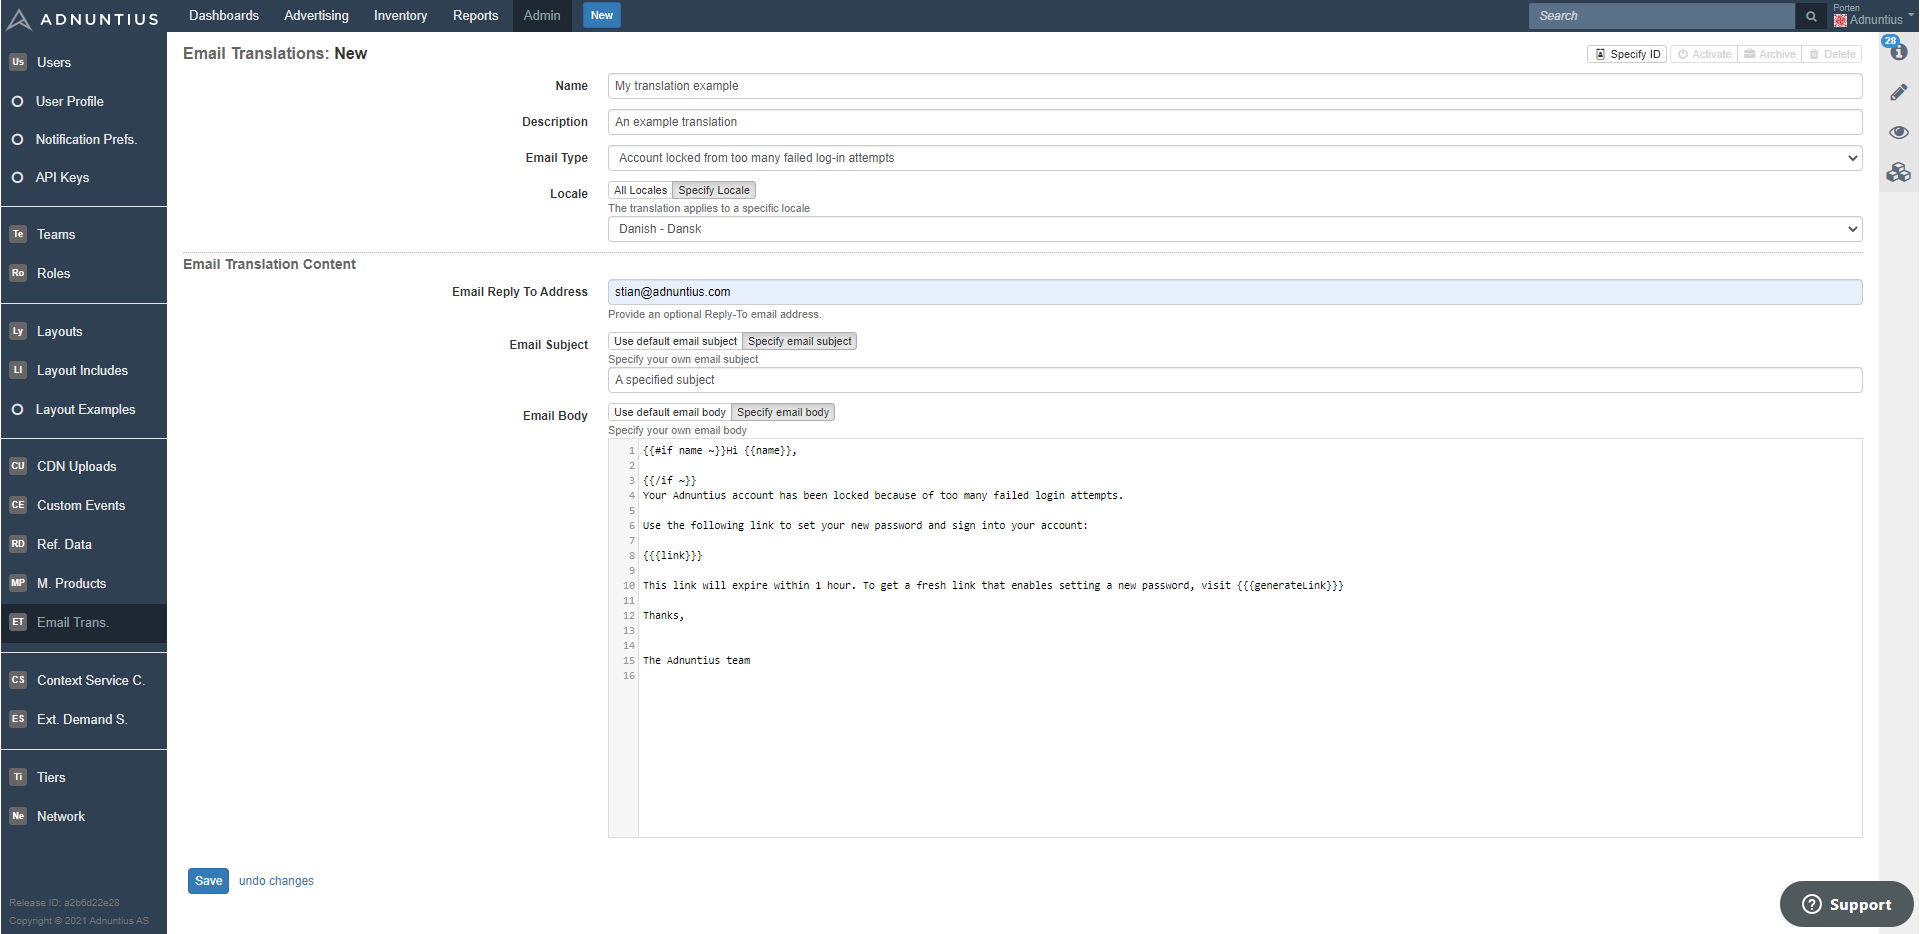 ADNUNTIUS
Dashboards
Advertising
Inventory
Reports
Admin
New
Search
Porten
Adnuntius
28
Us Users
User Profile
Notification Prefs.
API Keys
Te Teams
Ro Roles
Ly Layouts
LI Layout Includes
Layout Examples
CU CDN Uploads
CE Custom Events
RD Ref. Data
MP M. Products
ET Email Trans.
CS Context Service C.
ES Ext. Demand S.
Ti Tiers
Ne Network
Release ID: a2b6d22e28
Copyright © 2021 Adnuntius AS
Email Translations: New
Specify ID
Activate
Archive
Delete
Name
My translation example
Description
An example translation
Email Type
Account locked from too many failed log-in attempts
Locale
All Locales
Specify Locale
The translation applies to a specific locale
Danish - Dansk
Email Translation Content
Email Reply To Address
stian@adnuntius.com
Provide an optional Reply-To email address.
Email Subject
Use default email subject
Specify email subject
Specify your own email subject
A specified subject
Email Body
Use default email body
Specify email body
Specify your own email body
1 {{#if name ~}}Hi {{name}},
2
3 {{/if ~}}
4 Your Adnuntius account has been locked because of too many failed login attempts.
5
6 Use the following link to set your new password and sign into your account:
7
8 {{{link}}}
9
10 This link will expire within 1 hour. To get a fresh link that enables setting a new password, visit {{{generateLink}}}
11
12 Thanks,
13
14
15 The Adnuntius team
16
Save
undo changes
Support